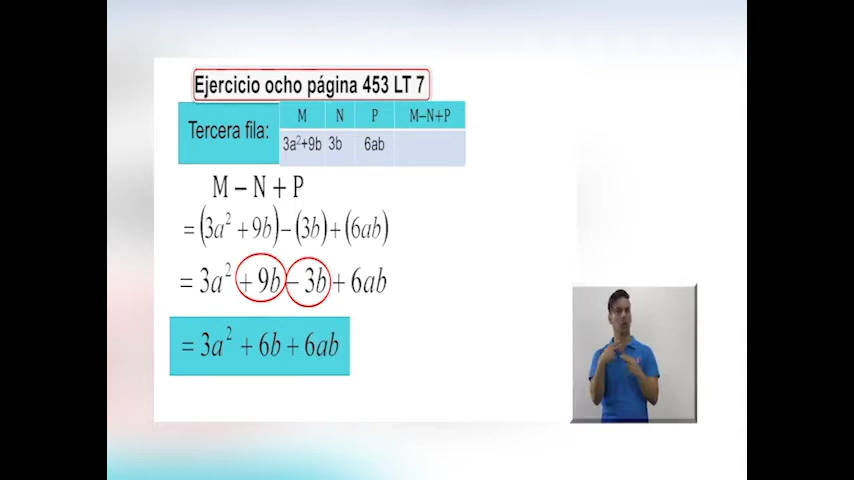 Ejercicio ocho página 453 LT 7
Tercera fila:
M N P M−N+P
3a²+9b 3b 6ab
M − N + P
= (3a² + 9b) − (3b) + (6ab)
= 3a² + 9b − 3b + 6ab
= 3a² + 6b + 6ab